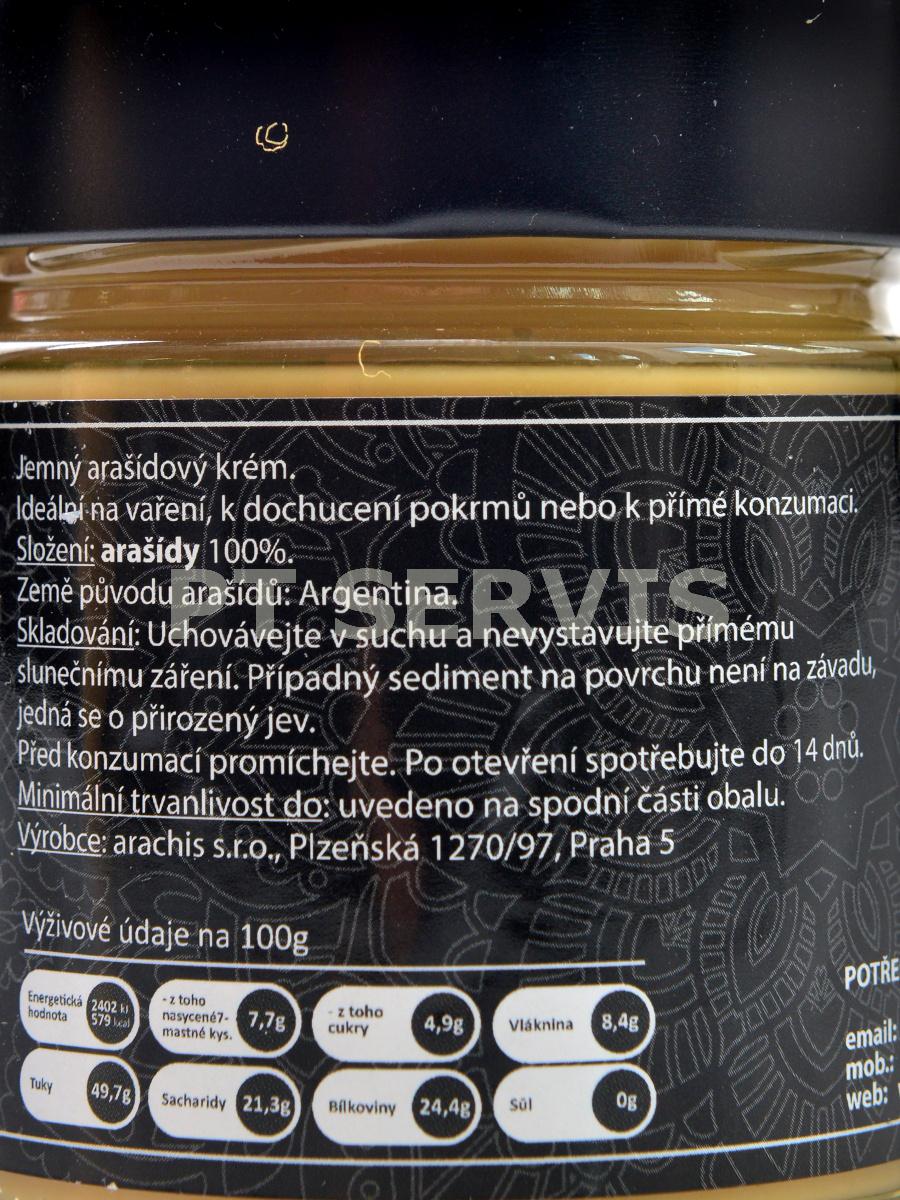 Jemný arašídový krém.
Ideální na vaření, k dochucení pokrmů nebo k přímé konzumaci.
Složení: arašídy 100%.
Země původu arašídů: Argentina.
PT SERVIS
Skladování: Uchovávejte v suchu a nevystavujte přímému
slunečnímu záření. Případný sediment na povrchu není na závadu,
jedná se o přirozený jev.
Před konzumací promíchejte. Po otevření spotřebujte do 14 dnů.
Minimální trvanlivost do: uvedeno na spodní části obalu.
Výrobce: arachis s.r.o., Plzeňská 1270/97, Praha 5
Výživové údaje na 100g
Energetická
hodnota
2402 kJ
579 kcal
- z toho
nasycené7-
mastné kys.
7,7g
- z toho
cukry
4,9g
Vláknina
8,4g
Tuky
49,7g
Sacharidy
21,3g
Bílkoviny
24,4g
Sůl
0g
email:
mob.:
web: